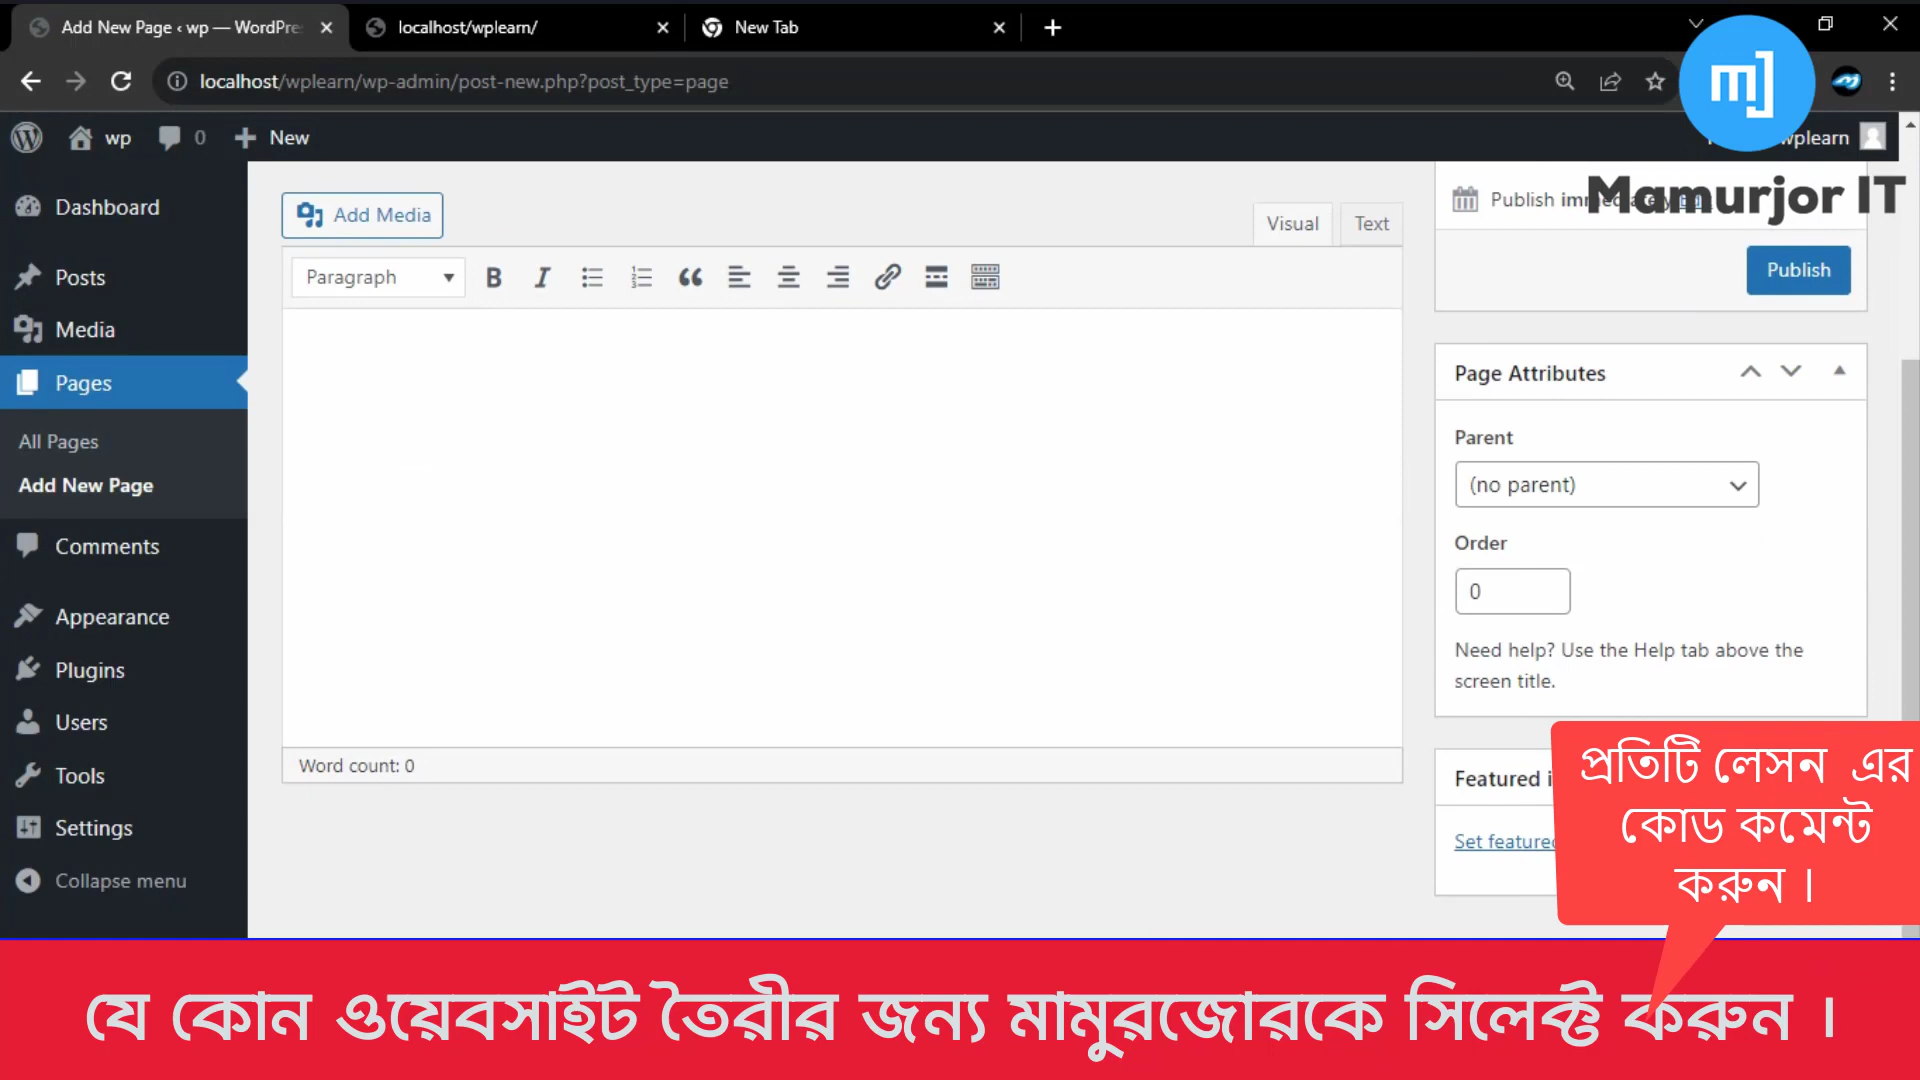 Add New Page ‹ wp — WordPre
localhost/wplearn/
New Tab
localhost/wplearn/wp-admin/post-new.php?post_type=page
wp
0
New
wplearn
mj
Mamurjor IT
Dashboard
Posts
Media
Pages
All Pages
Add New Page
Comments
Appearance
Plugins
Users
Tools
Settings
Collapse menu
Add Media
Visual
Text
Paragraph
Word count: 0
Publish
Publish
Page Attributes
Parent
(no parent)
Order
0
Need help? Use the Help tab above the
screen title.
Featured i
Set featured
প্রতিটি লেসন এর
কোড কমেন্ট
করুন ।
যে কোন ওয়েবসাইট তৈরীর জন্য মামুরজোরকে সিলেক্ট করুন ।